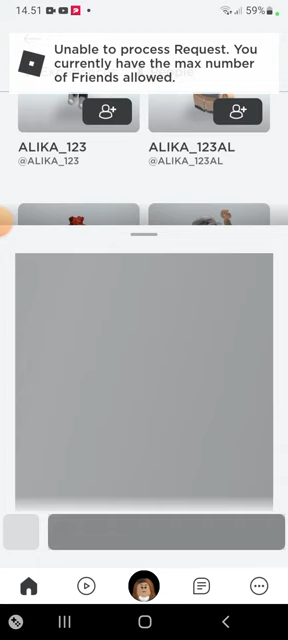 14.51
59%
Unable to process Request. You
currently have the max number
of Friends allowed.
ALIKA_123
@ALIKA_123
ALIKA_123AL
@ALIKA_123AL